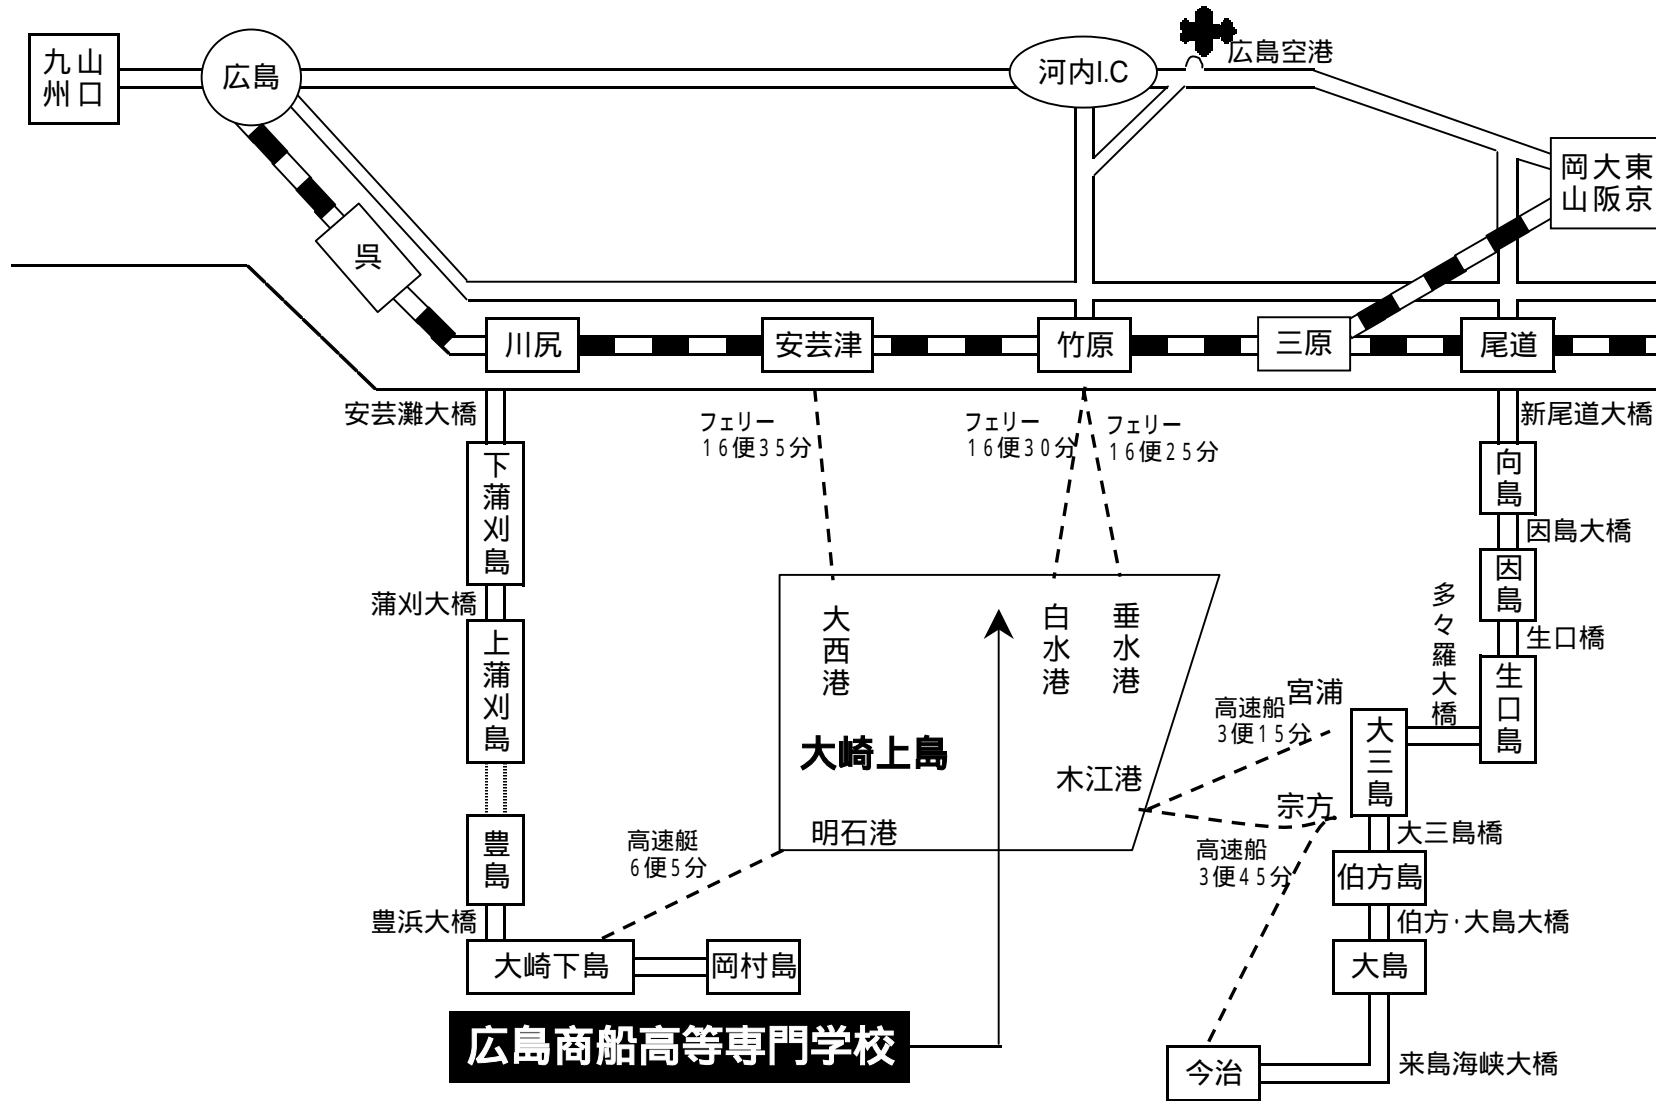 広島空港
九山
州口
広島
河内I.C
岡大東
山阪京
呉
川尻
安芸津
竹原
三原
尾道
安芸灘大橋
フェリー
16便35分
フェリー
16便30分
フェリー
16便25分
新尾道大橋
下蒲刈島
向島
因島大橋
因島
蒲刈大橋
多々羅大橋
生口橋
上蒲刈島
大西港
白水港
垂水港
生口島
宮浦
高速船
3便15分
大三島
大崎上島
木江港
宗方
明石港
豊島
高速艇
6便5分
高速船
3便45分
大三島橋
伯方島
豊浜大橋
伯方・大島大橋
大崎下島
岡村島
大島
広島商船高等専門学校
今治
来島海峡大橋